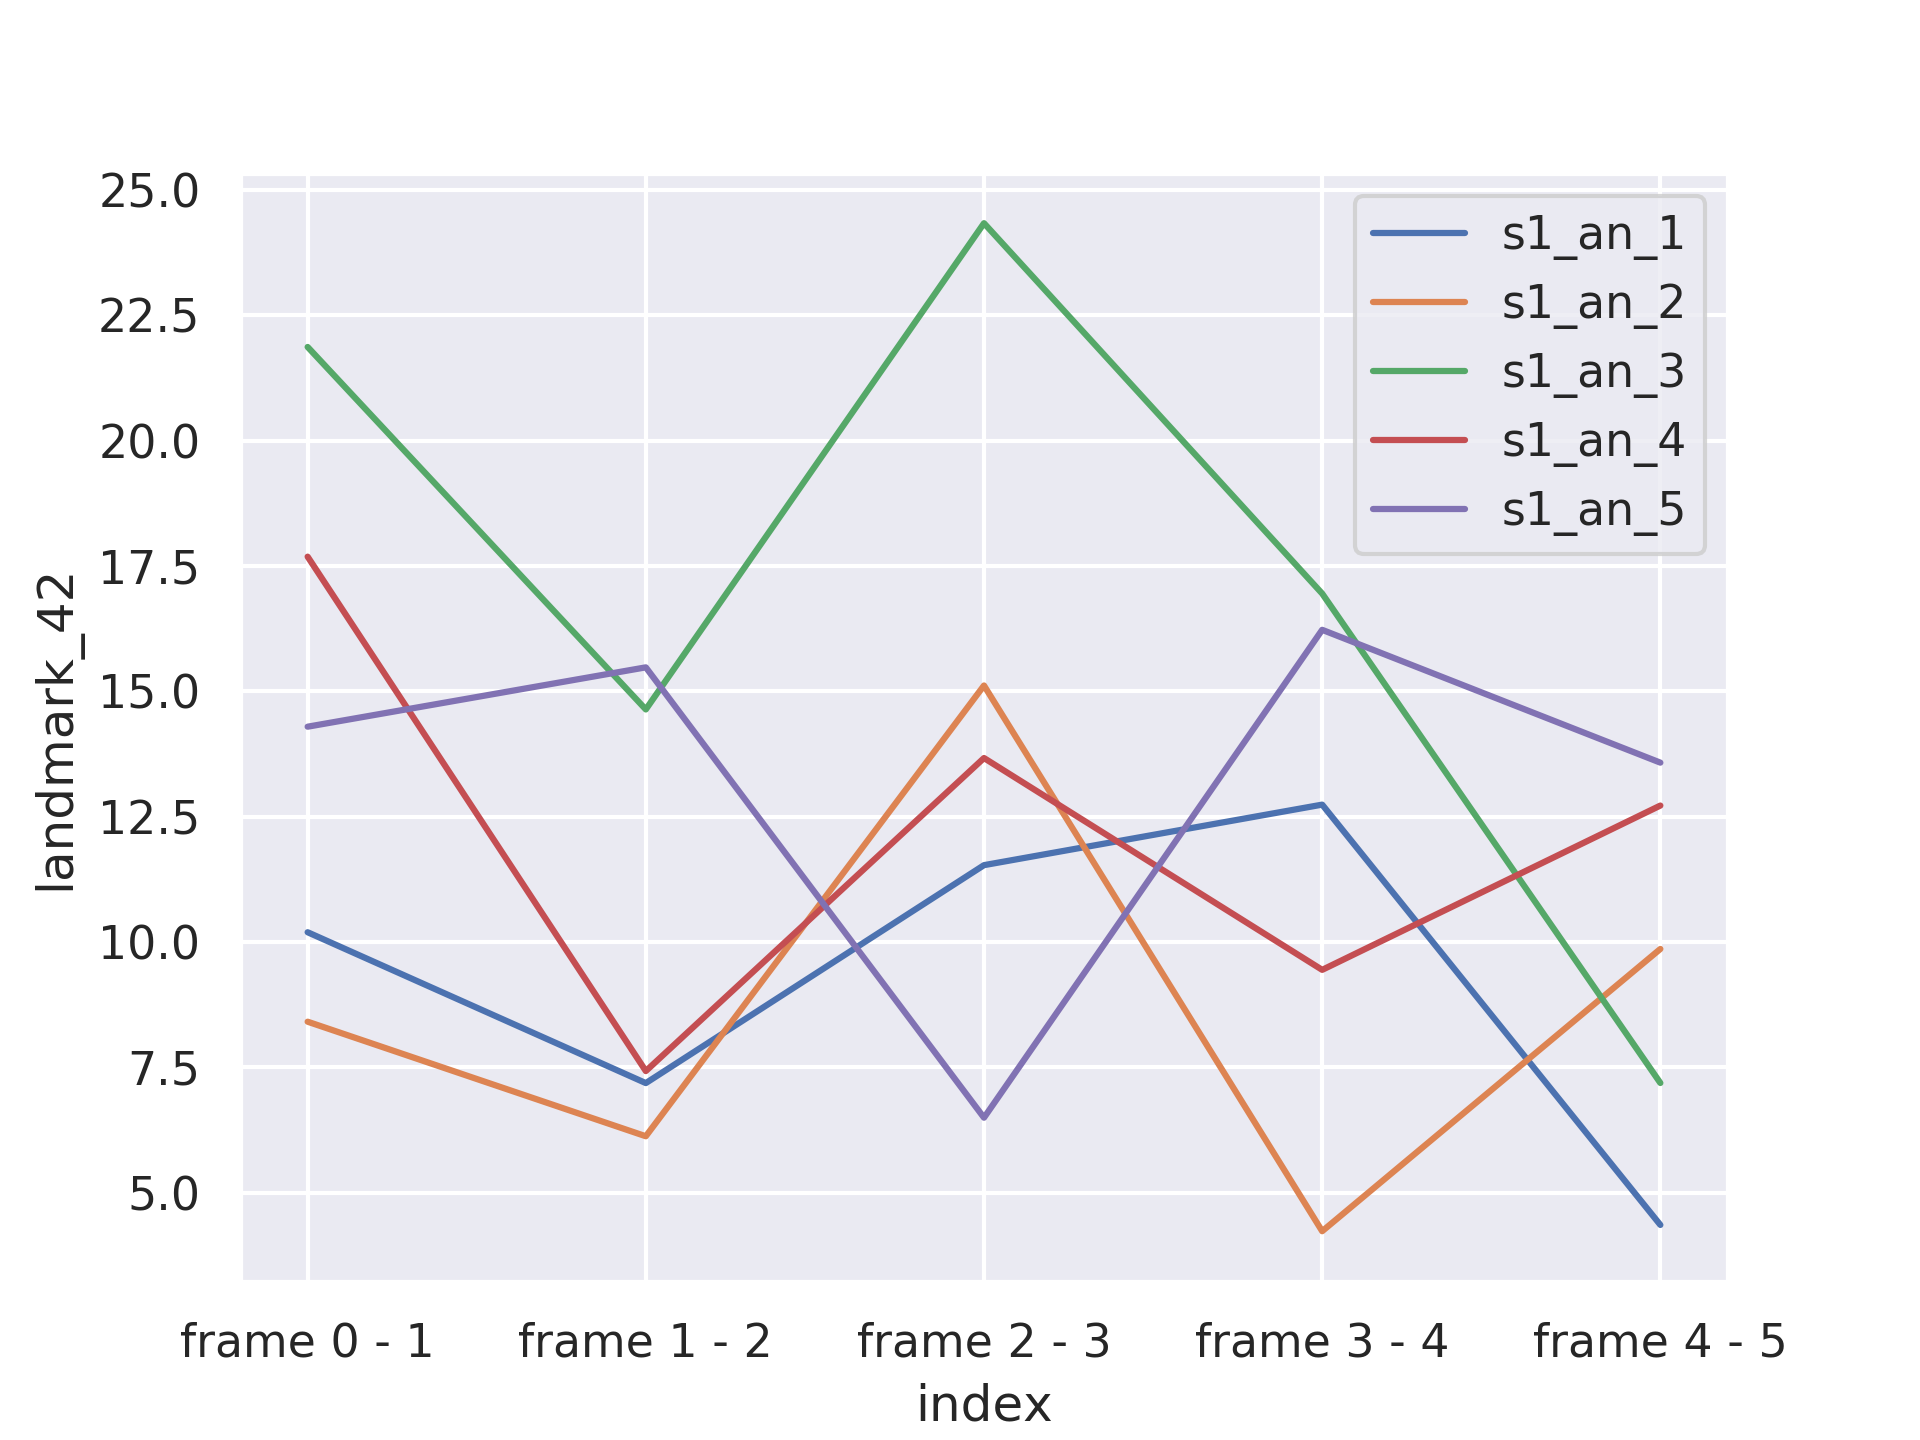 25.0
22.5
20.0
17.5
15.0
12.5
10.0
7.5
5.0
landmark_42
s1_an_1
s1_an_2
s1_an_3
s1_an_4
s1_an_5
frame 0 - 1 frame 1 - 2 frame 2 - 3 frame 3 - 4 frame 4 - 5
index